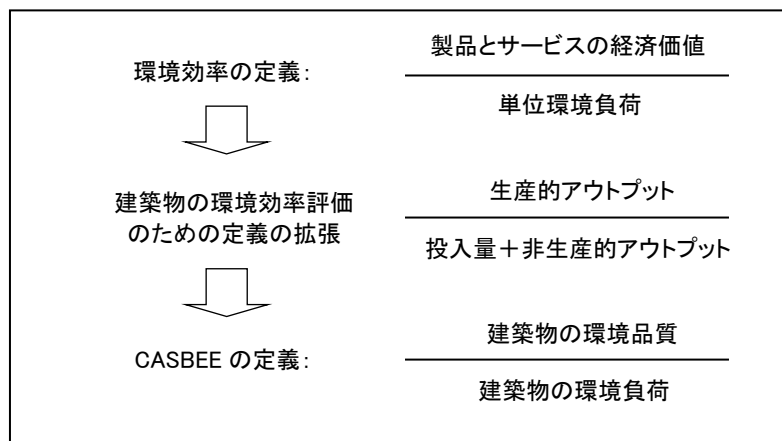 製品とサービスの経済価値
環境効率の定義：
単位環境負荷
建築物の環境効率評価
のための定義の拡張
生産的アウトプット
投入量＋非生産的アウトプット
建築物の環境品質
CASBEE の定義：
建築物の環境負荷